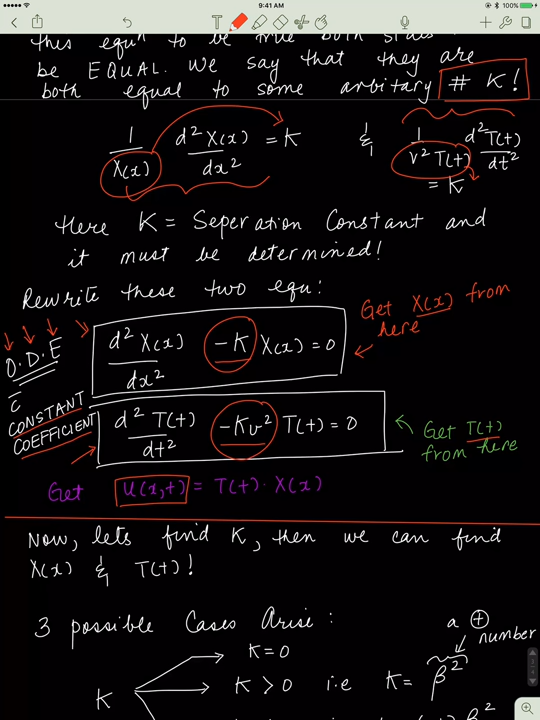 9:41 AM
100%
this equn to be true both sides
be EQUAL. We say that they are
both equal to some arbitary # K!
1/X(x) d²X(x)/dx² = K & 1/v²T(t) d²T(t)/dt² = K
Here K = Seperation Constant and
it must be determined!
Rewrite these two equ:
Get X(x) from
here
O.D.E
d²X(x)/dx² -K X(x) = 0
c̄
CONSTANT
COEFFICIENT
d²T(t)/dt² -Kv² T(t) = 0
Get T(t)
from here
Get u(x,t) = T(t)· X(x)
Now, lets find K, then we can find
X(x) & T(t)!
3 possible Cases Arise:
a ⊕
number
K=0
K
K>0 i.e K= β²
β²